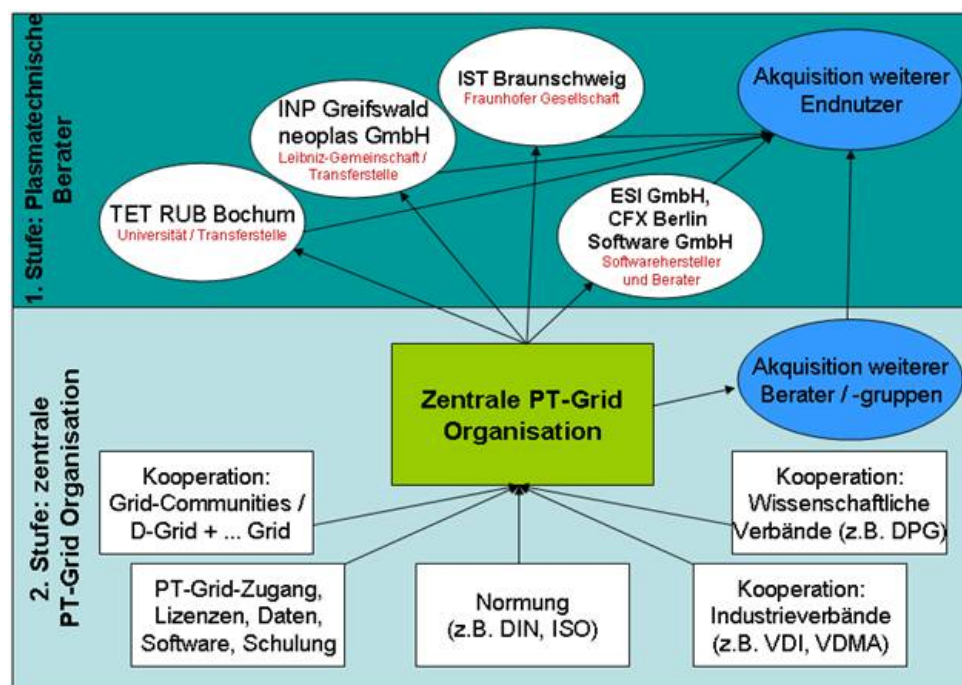 1. Stufe: Plasmatechnische
Berater
IST Braunschweig
Fraunhofer Gesellschaft
Akquisition weiterer
Endnutzer
INP Greifswald
neoplas GmbH
Leibniz-Gemeinschaft /
Transferstelle
TET RUB Bochum
Universität / Transferstelle
ESI GmbH,
CFX Berlin
Software GmbH
Softwarehersteller
und Berater
2. Stufe: zentrale
PT-Grid Organisation
Zentrale PT-Grid
Organisation
Akquisition weiterer
Berater / -gruppen
Kooperation:
Grid-Communities /
D-Grid + ... Grid
Kooperation:
Wissenschaftliche
Verbände (z.B. DPG)
PT-Grid-Zugang,
Lizenzen, Daten,
Software, Schulung
Normung
(z.B. DIN, ISO)
Kooperation:
Industrieverbände
(z.B. VDI, VDMA)